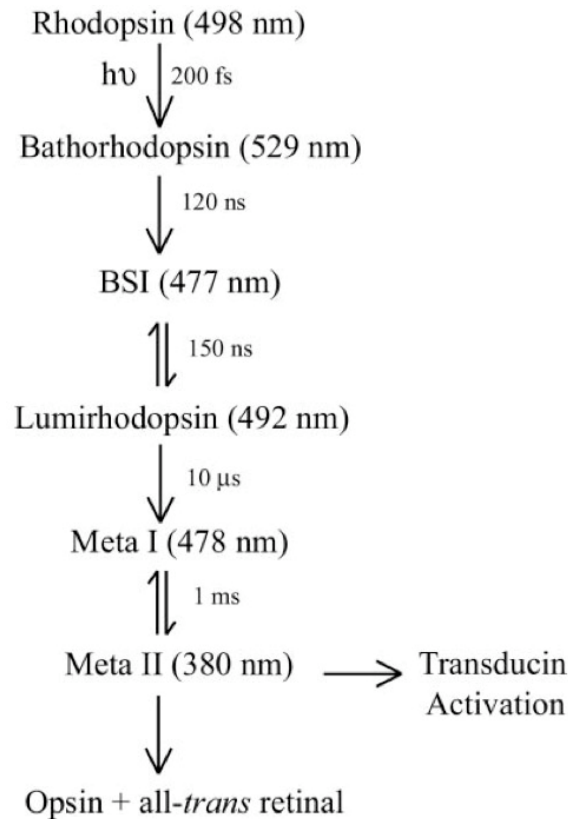 Rhodopsin (498 nm)
hυ
200 fs
Bathorhodopsin (529 nm)
120 ns
BSI (477 nm)
150 ns
Lumirhodopsin (492 nm)
10 μs
Meta I (478 nm)
1 ms
Meta II (380 nm)
Transducin
Activation
Opsin + all-trans retinal